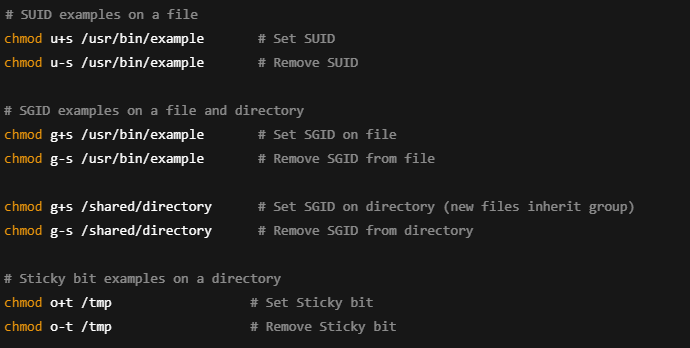 # SUID examples on a file
chmod u+s /usr/bin/example       # Set SUID
chmod u-s /usr/bin/example       # Remove SUID

# SGID examples on a file and directory
chmod g+s /usr/bin/example       # Set SGID on file
chmod g-s /usr/bin/example       # Remove SGID from file

chmod g+s /shared/directory      # Set SGID on directory (new files inherit group)
chmod g-s /shared/directory      # Remove SGID from directory

# Sticky bit examples on a directory
chmod o+t /tmp                  # Set Sticky bit
chmod o-t /tmp                  # Remove Sticky bit